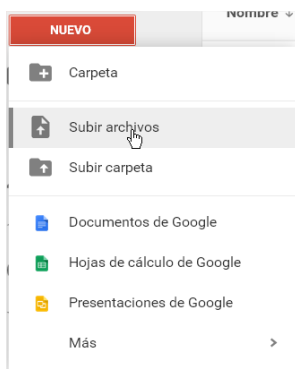 Nombre
NUEVO
Carpeta
Subir archivos
Subir carpeta
Documentos de Google
Hojas de cálculo de Google
Presentaciones de Google
Más